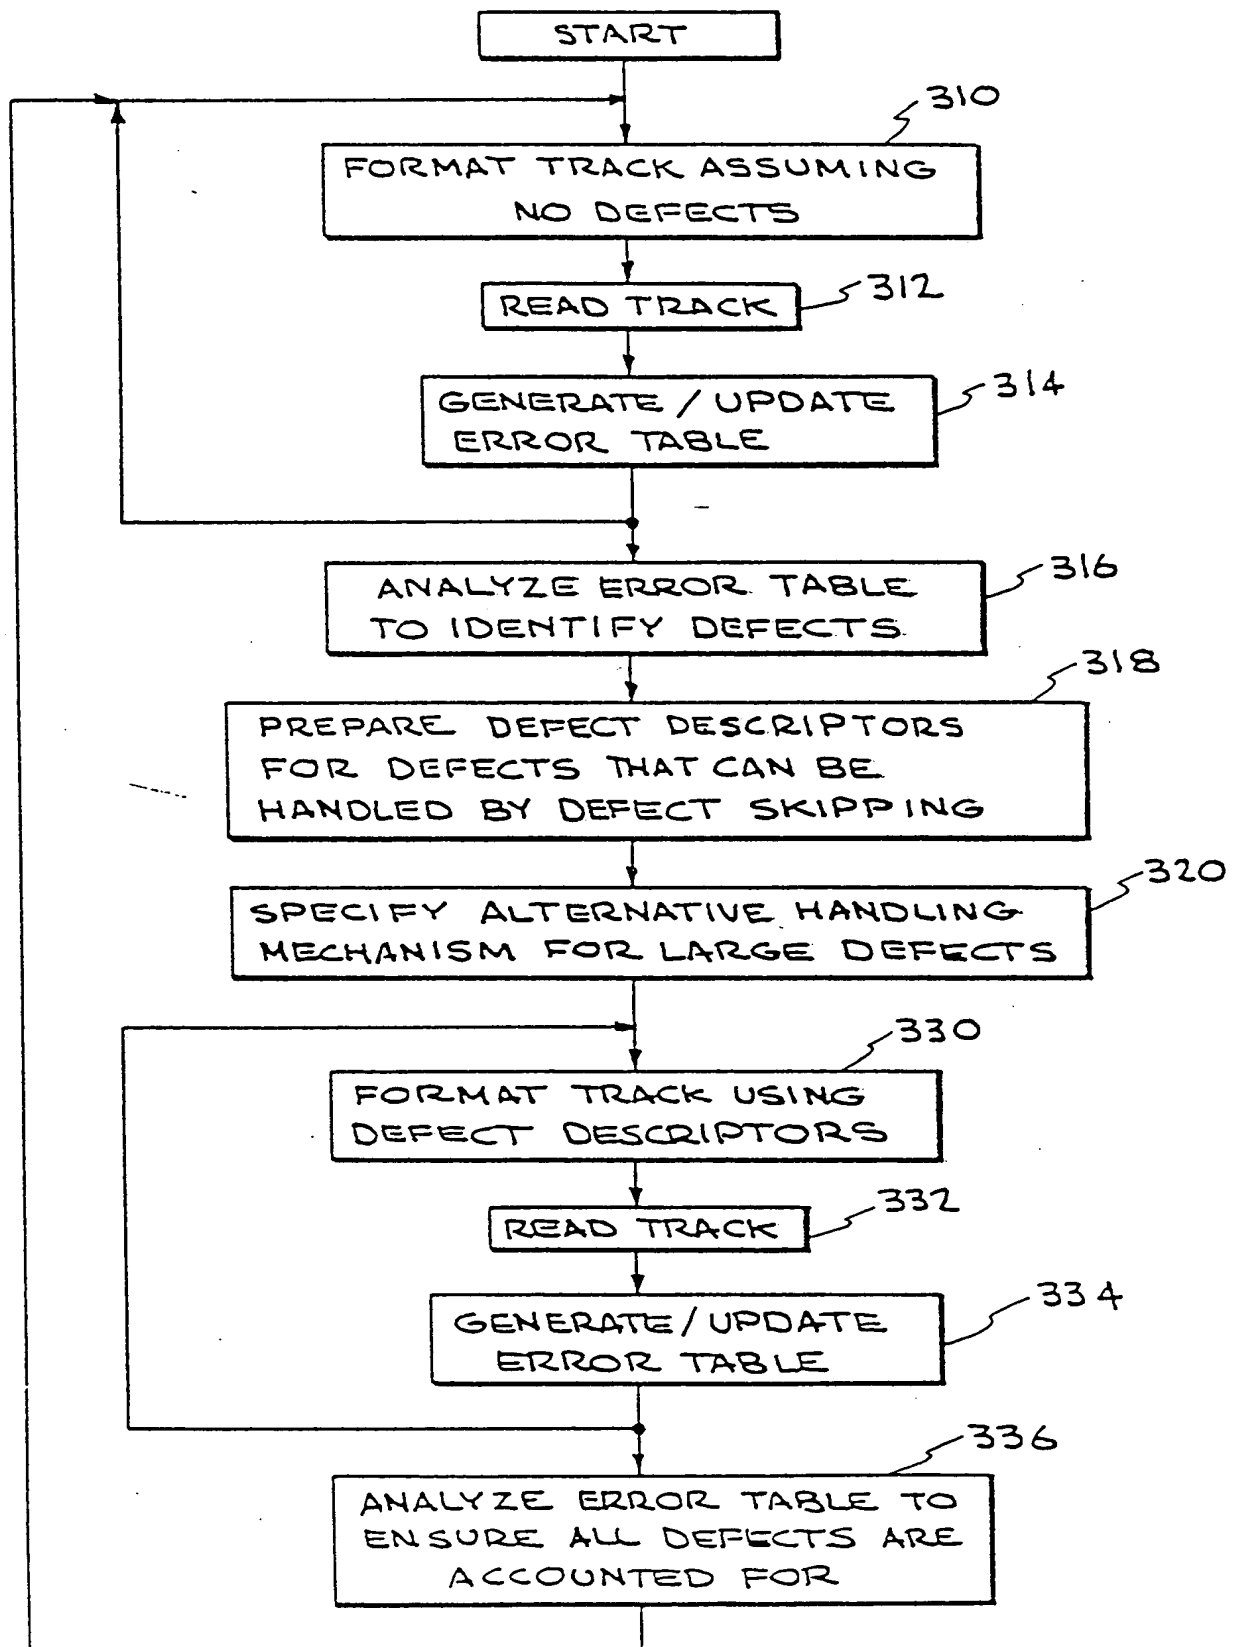 START
310
FORMAT TRACK ASSUMING
NO DEFECTS
READ TRACK
312
GENERATE / UPDATE
ERROR TABLE
314
ANALYZE ERROR TABLE
TO IDENTIFY DEFECTS
316
318
PREPARE DEFECT DESCRIPTORS
FOR DEFECTS THAT CAN BE
HANDLED BY DEFECT SKIPPING
320
SPECIFY ALTERNATIVE HANDLING
MECHANISM FOR LARGE DEFECTS
330
FORMAT TRACK USING
DEFECT DESCRIPTORS
332
READ TRACK
334
GENERATE/UPDATE
ERROR TABLE
336
ANALYZE ERROR TABLE TO
ENSURE ALL DEFECTS ARE
ACCOUNTED FOR